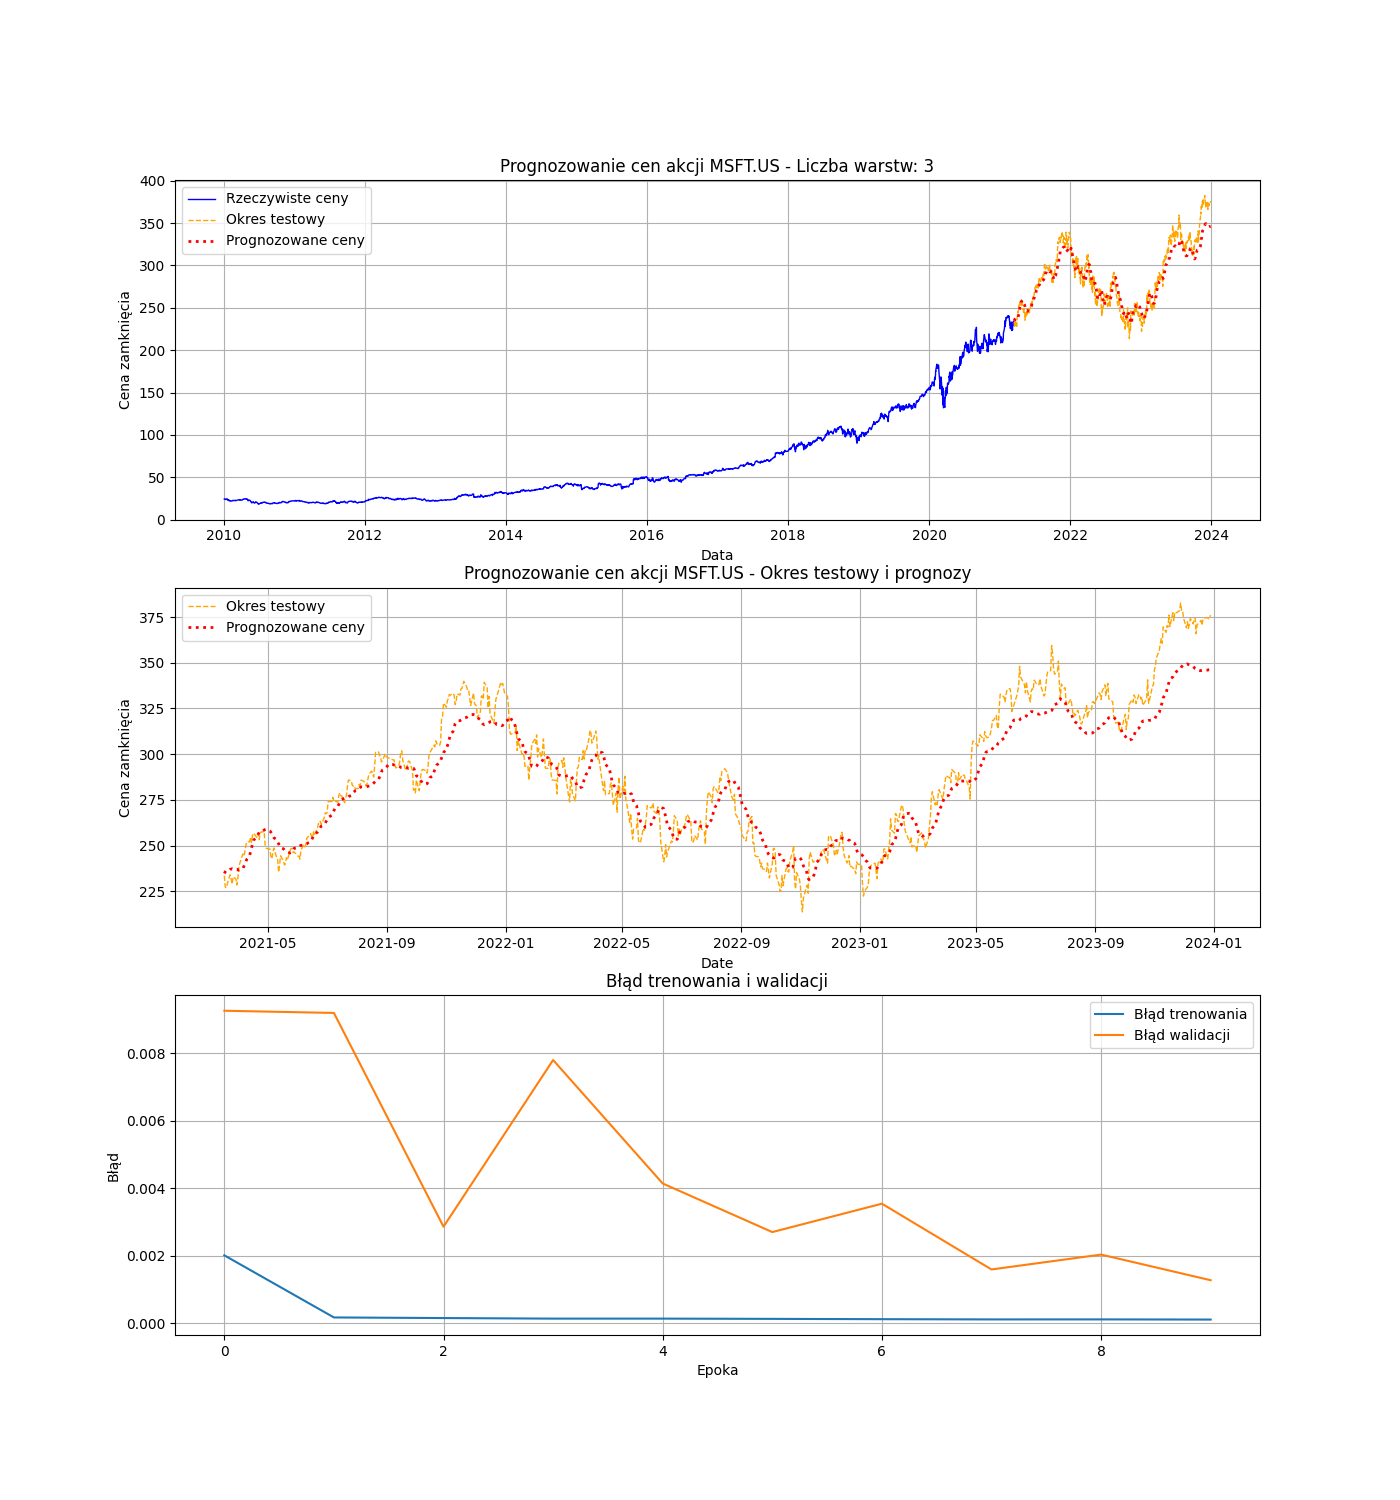 Prognozowanie cen akcji MSFT.US - Liczba warstw: 3
400
350
300
250
200
150
100
50
0
Cena zamknięcia
Rzeczywiste ceny
Okres testowy
Prognozowane ceny
2010 2012 2014 2016 2018 2020 2022 2024
Data
Prognozowanie cen akcji MSFT.US - Okres testowy i prognozy
375
350
325
300
275
250
225
Cena zamknięcia
Okres testowy
Prognozowane ceny
2021-05 2021-09 2022-01 2022-05 2022-09 2023-01 2023-05 2023-09 2024-01
Date
Błąd trenowania i walidacji
0.008
0.006
0.004
0.002
0.000
Błąd
Błąd trenowania
Błąd walidacji
0 2 4 6 8
Epoka